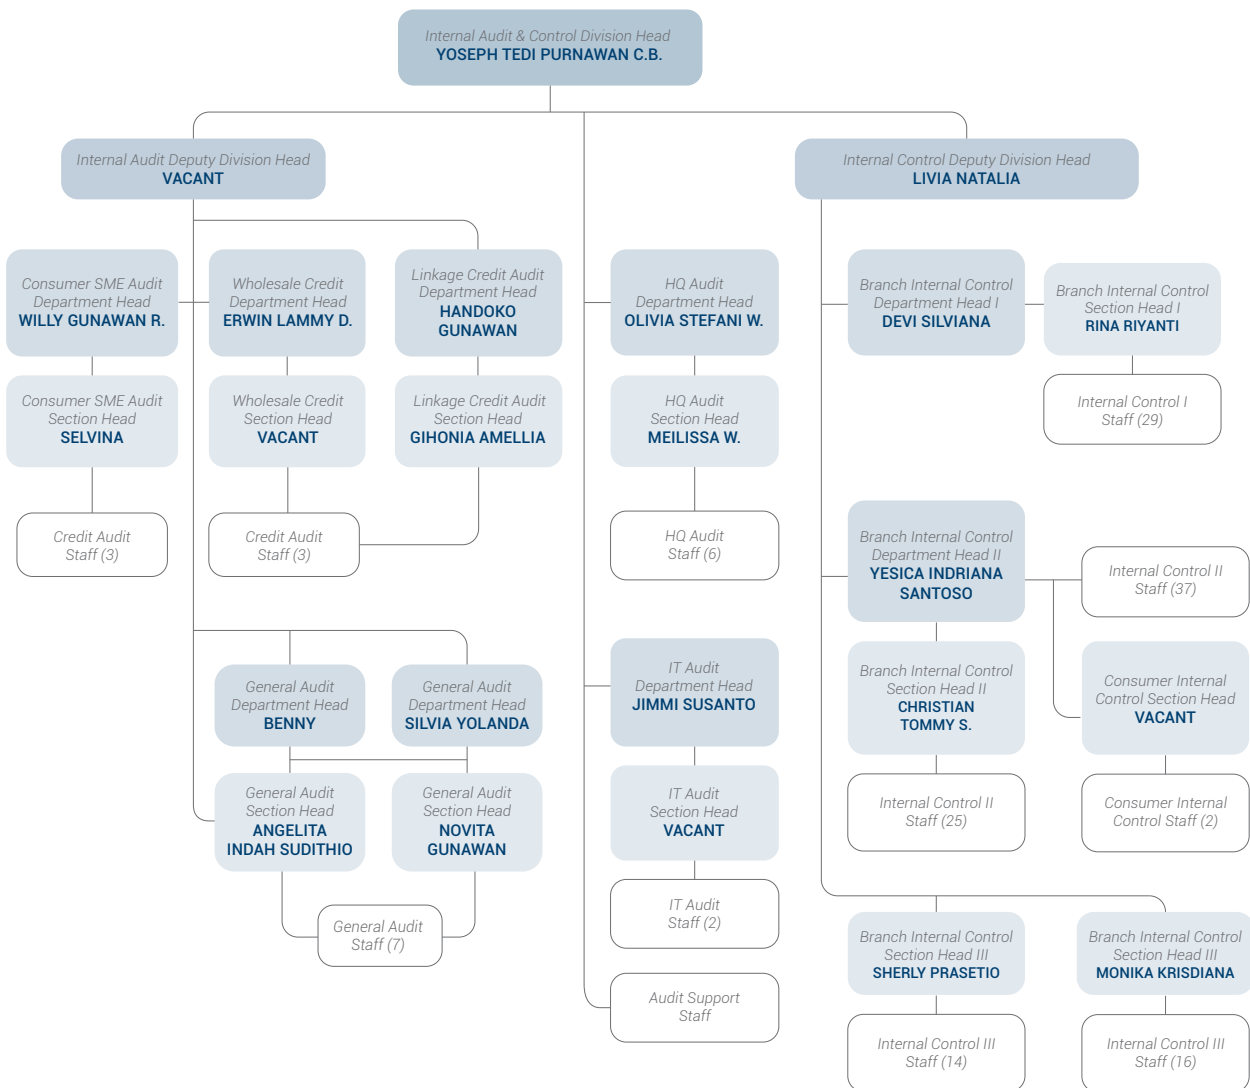 Internal Audit & Control Division Head
YOSEPH TEDI PURNAWAN C.B.
Internal Audit Deputy Division Head
VACANT
Internal Control Deputy Division Head
LIVIA NATALIA
Consumer SME Audit
Department Head
WILLY GUNAWAN R.
Wholesale Credit
Department Head
ERWIN LAMMY D.
Linkage Credit Audit
Department Head
HANDOKO
GUNAWAN
HQ Audit
Department Head
OLIVIA STEFANI W.
Branch Internal Control
Department Head I
DEVI SILVIANA
Branch Internal Control
Section Head I
RINA RIYANTI
Consumer SME Audit
Section Head
SELVINA
Wholesale Credit
Section Head
VACANT
Linkage Credit Audit
Section Head
GIHONIA AMELLIA
HQ Audit
Section Head
MEILISSA W.
Internal Control I
Staff (29)
Credit Audit
Staff (3)
Credit Audit
Staff (3)
HQ Audit
Staff (6)
Branch Internal Control
Department Head II
YESICA INDRIANA
SANTOSO
Internal Control II
Staff (37)
General Audit
Department Head
BENNY
General Audit
Department Head
SILVIA YOLANDA
IT Audit
Department Head
JIMMI SUSANTO
Branch Internal Control
Section Head II
CHRISTIAN
TOMMY S.
Consumer Internal
Control Section Head
VACANT
General Audit
Section Head
ANGELITA
INDAH SUDITHIO
General Audit
Section Head
NOVITA
GUNAWAN
IT Audit
Section Head
VACANT
Internal Control II
Staff (25)
Consumer Internal
Control Staff (2)
General Audit
Staff (7)
IT Audit
Staff (2)
Branch Internal Control
Section Head III
SHERLY PRASETIO
Branch Internal Control
Section Head III
MONIKA KRISDIANA
Audit Support
Staff
Internal Control III
Staff (14)
Internal Control III
Staff (16)